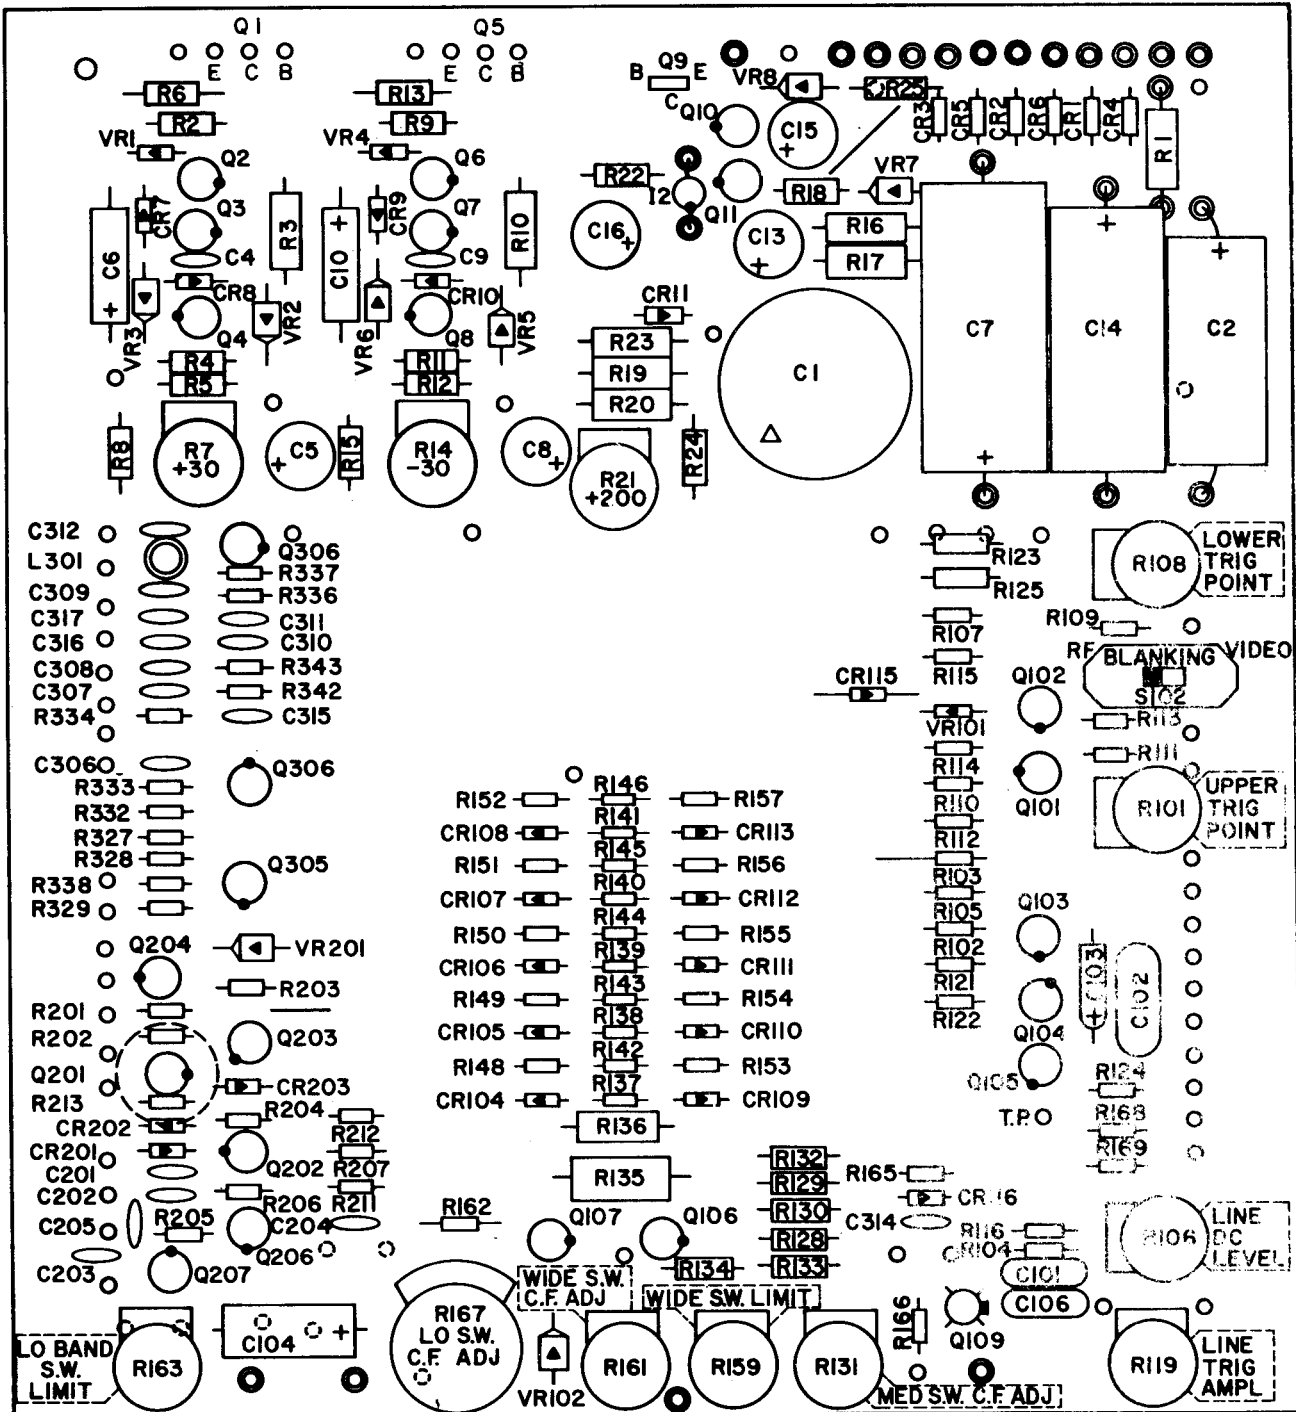 Q1 Q5
E C B E C B B Q9 E
C
R6 R13 VR8 R25
R2 R9 Q10 C15 +
CR3 CR5 CR2 CR6 CR1 CR4 R1
VR1 VR4
Q2 Q6 R22 R18 VR7
CR7 Q3 R3 CR9 Q7 R10 Q11
C6 + C4 C10 + C9 C16 + C13 + R16
R17
CR8 CR10 CR11
VR3 Q4 VR2 VR6 Q8 VR5
C7 + C14 + C2 +
R4 R11 R23
R5 R12 R19
R20 C1
R8 R7 +30 C5 + R15 R14 -30 C8 + R21 +200 R24
C312 Q306 R123 R108 LOWER TRIG POINT
L301 R337 R125
C309 R336
C317 C311 R107 R109
C316 C310 RF BLANKING VIDEO
C308 R343 R115 S102
C307 R342 CR115 Q102
R334 C315 VR101 R113
C306 Q306 R114 R111
R333 R110 Q101 R101 UPPER TRIG POINT
R332 R152 R146 R157
R327 CR108 R141 CR113 R112
R328 R151 R145 R156
R338 Q305 R140 R103
R329 CR107 CR112 R105 Q103
Q204 VR201 R150 R144 R155 R102
CR106 R139 CR111 C103 + C102
R203 R149 R143 R154 R121
R201 R138 R122 Q104
R202 Q203 CR105 CR110
Q201 R148 R142 R153 Q105 R124
R213 CR203 R137
CR202 R204 CR104 CR109 T.P. R168
CR201 R212 R136 R169
C201 Q202 R207 R132 R165
C202 R206 R211 R135 R129 CR116
C205 R205 C204 R162 Q107 Q106 R130 C314 R116 R106 LINE DC LEVEL
Q206 R128 R104
C203 Q207 R134 R133 C101
WIDE S.W. C.F. ADJ WIDE SW. LIMIT C106
LO BAND S.W. LIMIT R163 C104 + R167 LO S.W. C.F. ADJ VR102 R161 R159 R131 R166 Q109 R119 LINE TRIG AMPL
MED S.W. C.F. ADJ